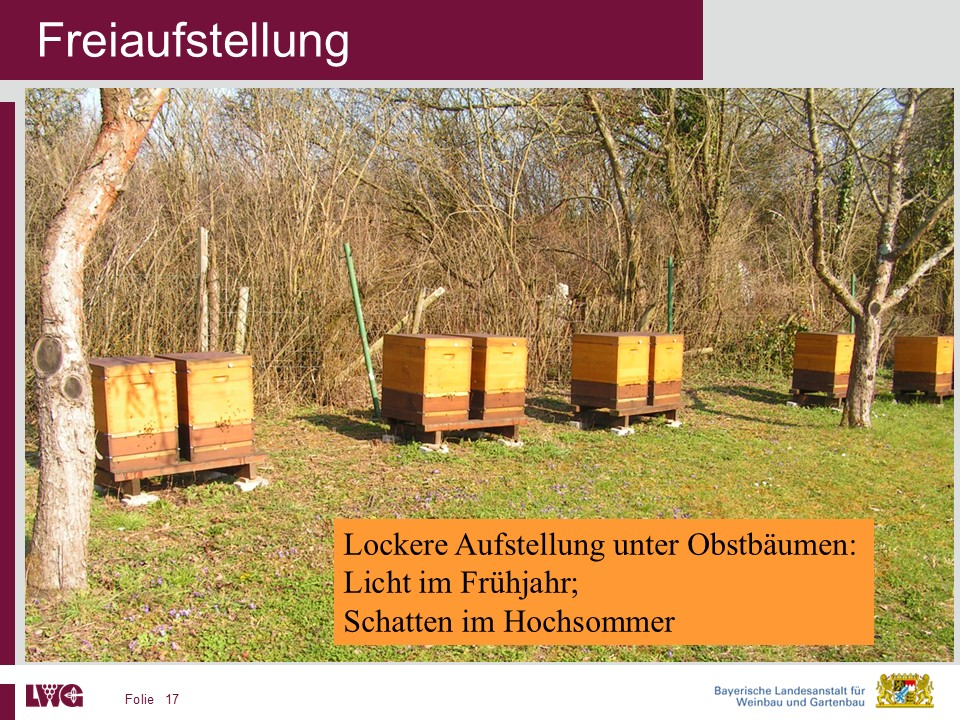 Freiaufstellung
Lockere Aufstellung unter Obstbäumen:
Licht im Frühjahr;
Schatten im Hochsommer
LWG
Folie 17
Bayerische Landesanstalt für
Weinbau und Gartenbau